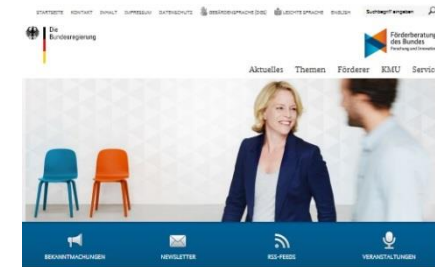 STARTSEITE KONTAKT INHALT IMPRESSUM DATENSCHUTZ GEBÄRDENSPRACHE (DGS) LEICHTE SPRACHE ENGLISH Suchbegriff eingeben
Die
Bundesregierung
Förderberatung
des Bundes
Forschung und Innovation
Aktuelles Themen Förderer KMU Service
BEKANNTMACHUNGEN NEWSLETTER RSS-FEEDS VERANSTALTUNGEN